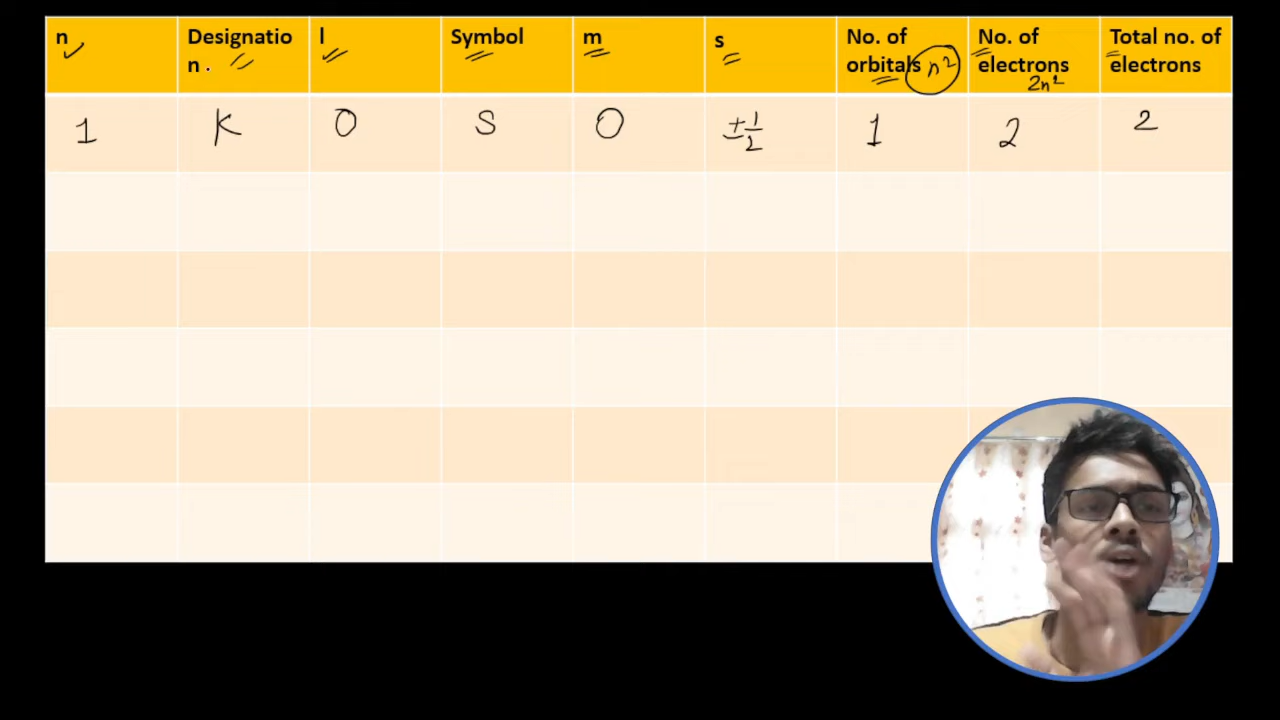 n Designatio l Symbol m s No. of No. of Total no. of
n. orbitals n² electrons electrons
2n²
1 K 0 S 0 ±1/2 1 2 2